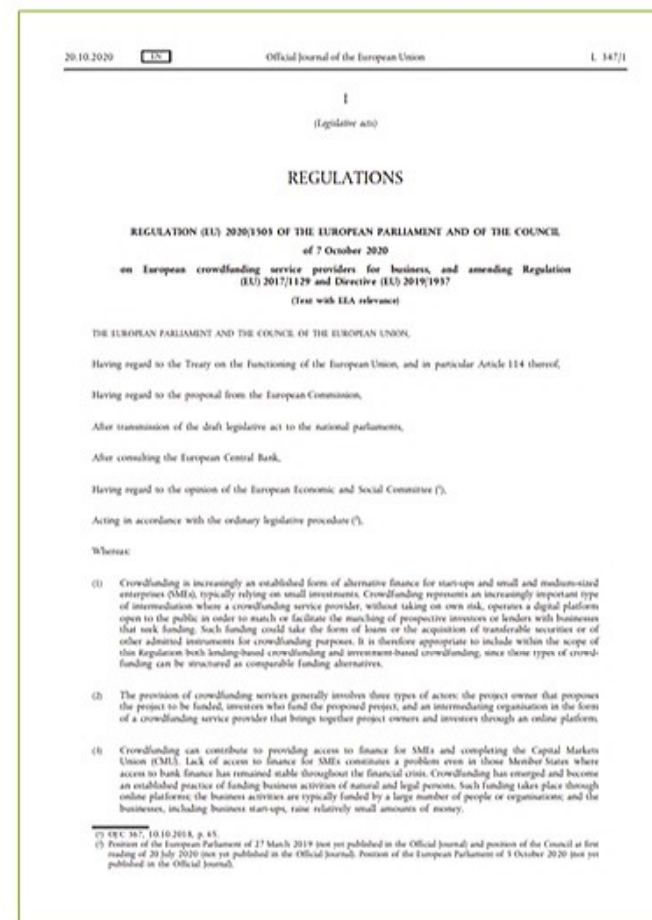 20.10.2020 EN Official Journal of the European Union L 347/1
I
(Legislative acts)
REGULATIONS
REGULATION (EU) 2020/1503 OF THE EUROPEAN PARLIAMENT AND OF THE COUNCIL
of 7 October 2020
on European crowdfunding service providers for business, and amending Regulation
(EU) 2017/1129 and Directive (EU) 2019/1937
(Text with EEA relevance)
THE EUROPEAN PARLIAMENT AND THE COUNCIL OF THE EUROPEAN UNION,
Having regard to the Treaty on the Functioning of the European Union, and in particular Article 114 thereof,
Having regard to the proposal from the European Commission,
After transmission of the draft legislative act to the national parliaments,
After consulting the European Central Bank,
Having regard to the opinion of the European Economic and Social Committee (¹),
Acting in accordance with the ordinary legislative procedure (²),
Whereas:
(1) Crowdfunding is increasingly an established form of alternative finance for start-ups and small and medium-sized
enterprises (SMEs), typically relying on small investments. Crowdfunding represents an increasingly important type
of intermediation where a crowdfunding service provider, without taking on own risk, operates a digital platform
open to the public in order to match or facilitate the matching of prospective investors or lenders with businesses
that seek funding. Such funding could take the form of loans or the acquisition of transferable securities or of
other admitted instruments for crowdfunding purposes. It is therefore appropriate to include within the scope of
this Regulation both lending-based crowdfunding and investment-based crowdfunding, since those types of crowd-
funding can be structured as comparable funding alternatives.
(2) The provision of crowdfunding services generally involves three types of actors: the project owner that proposes
the project to be funded, investors who fund the proposed project, and an intermediating organisation in the form
of a crowdfunding service provider that brings together project owners and investors through an online platform.
(3) Crowdfunding can contribute to providing access to finance for SMEs and completing the Capital Markets
Union (CMU). Lack of access to finance for SMEs constitutes a problem even in those Member States where
access to bank finance has remained stable throughout the financial crisis. Crowdfunding has emerged and become
an established practice of funding business activities of natural and legal persons. Such funding takes place through
online platforms; the business activities are typically funded by a large number of people or organisations; and the
businesses, including business start-ups, raise relatively small amounts of money.
(¹) OJ C 367, 10.10.2018, p. 65.
(²) Position of the European Parliament of 27 March 2019 (not yet published in the Official Journal) and position of the Council at first
reading of 20 July 2020 (not yet published in the Official Journal). Position of the European Parliament of 5 October 2020 (not yet
published in the Official Journal).